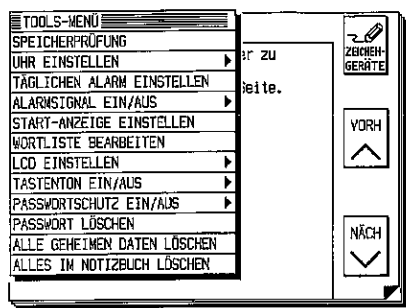 TOOLS-MENÜ
SPEICHERPRÜFUNG
UHR EINSTELLEN
TÄGLICHEN ALARM EINSTELLEN
ALARMSIGNAL EIN/AUS
START-ANZEIGE EINSTELLEN
WORTLISTE BEARBEITEN
LCD EINSTELLEN
TASTENTON EIN/AUS
PASSWORTSCHUTZ EIN/AUS
PASSWORT LÖSCHEN
ALLE GEHEIMEN DATEN LÖSCHEN
ALLES IM NOTIZBUCH LÖSCHEN
er zu
Seite.
ZEICHEN-
GERÄTE
VORH
NÄCH